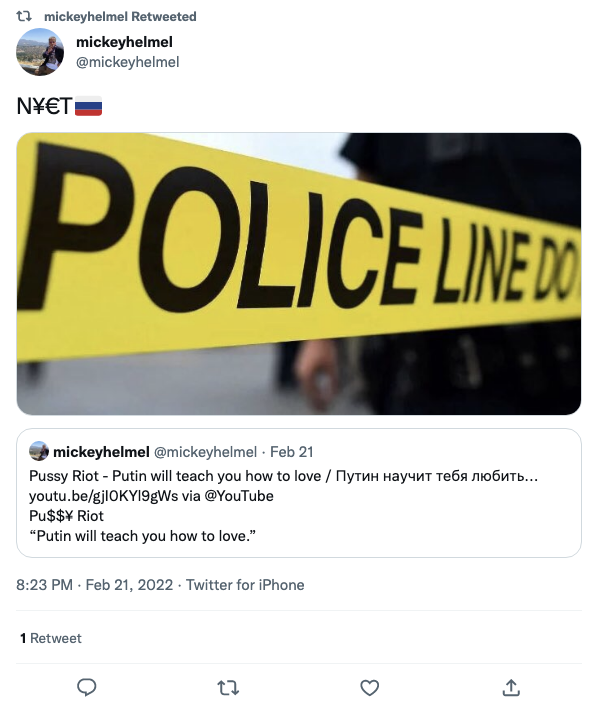 mickeyhelmel Retweeted
mickeyhelmel
@mickeyhelmel
N¥€T🇷🇺
POLICE LINE DO
mickeyhelmel @mickeyhelmel · Feb 21
Pussy Riot - Putin will teach you how to love / Путин научит тебя любить...
youtu.be/gjI0KYl9gWs via @YouTube
Pu$$¥ Riot
“Putin will teach you how to love.”
8:23 PM · Feb 21, 2022 · Twitter for iPhone
1 Retweet